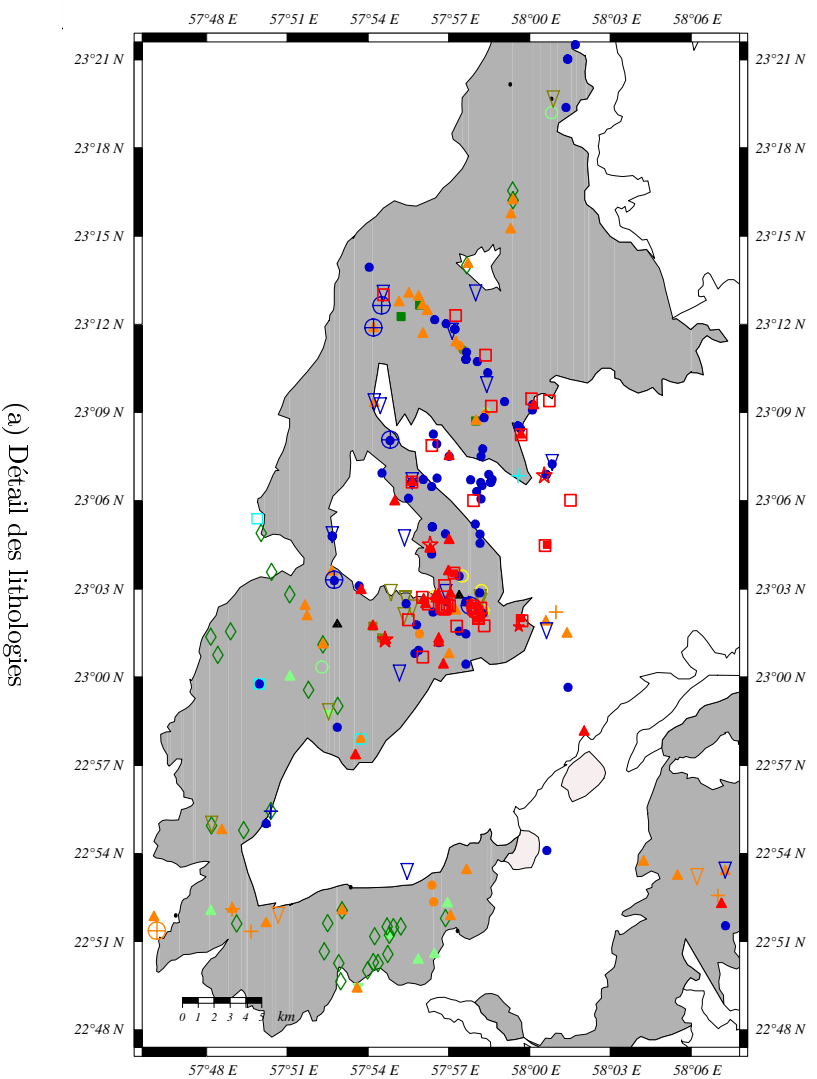 57°48 E 57°51 E 57°54 E 57°57 E 58°00 E 58°03 E 58°06 E
23°21 N 23°21 N
23°18 N 23°18 N
23°15 N 23°15 N
23°12 N 23°12 N
23°09 N 23°09 N
23°06 N 23°06 N
23°03 N 23°03 N
23°00 N 23°00 N
22°57 N 22°57 N
22°54 N 22°54 N
22°51 N 22°51 N
0 1 2 3 4 5 km
22°48 N 22°48 N
57°48 E 57°51 E 57°54 E 57°57 E 58°00 E 58°03 E 58°06 E
(a) Détail des lithologies